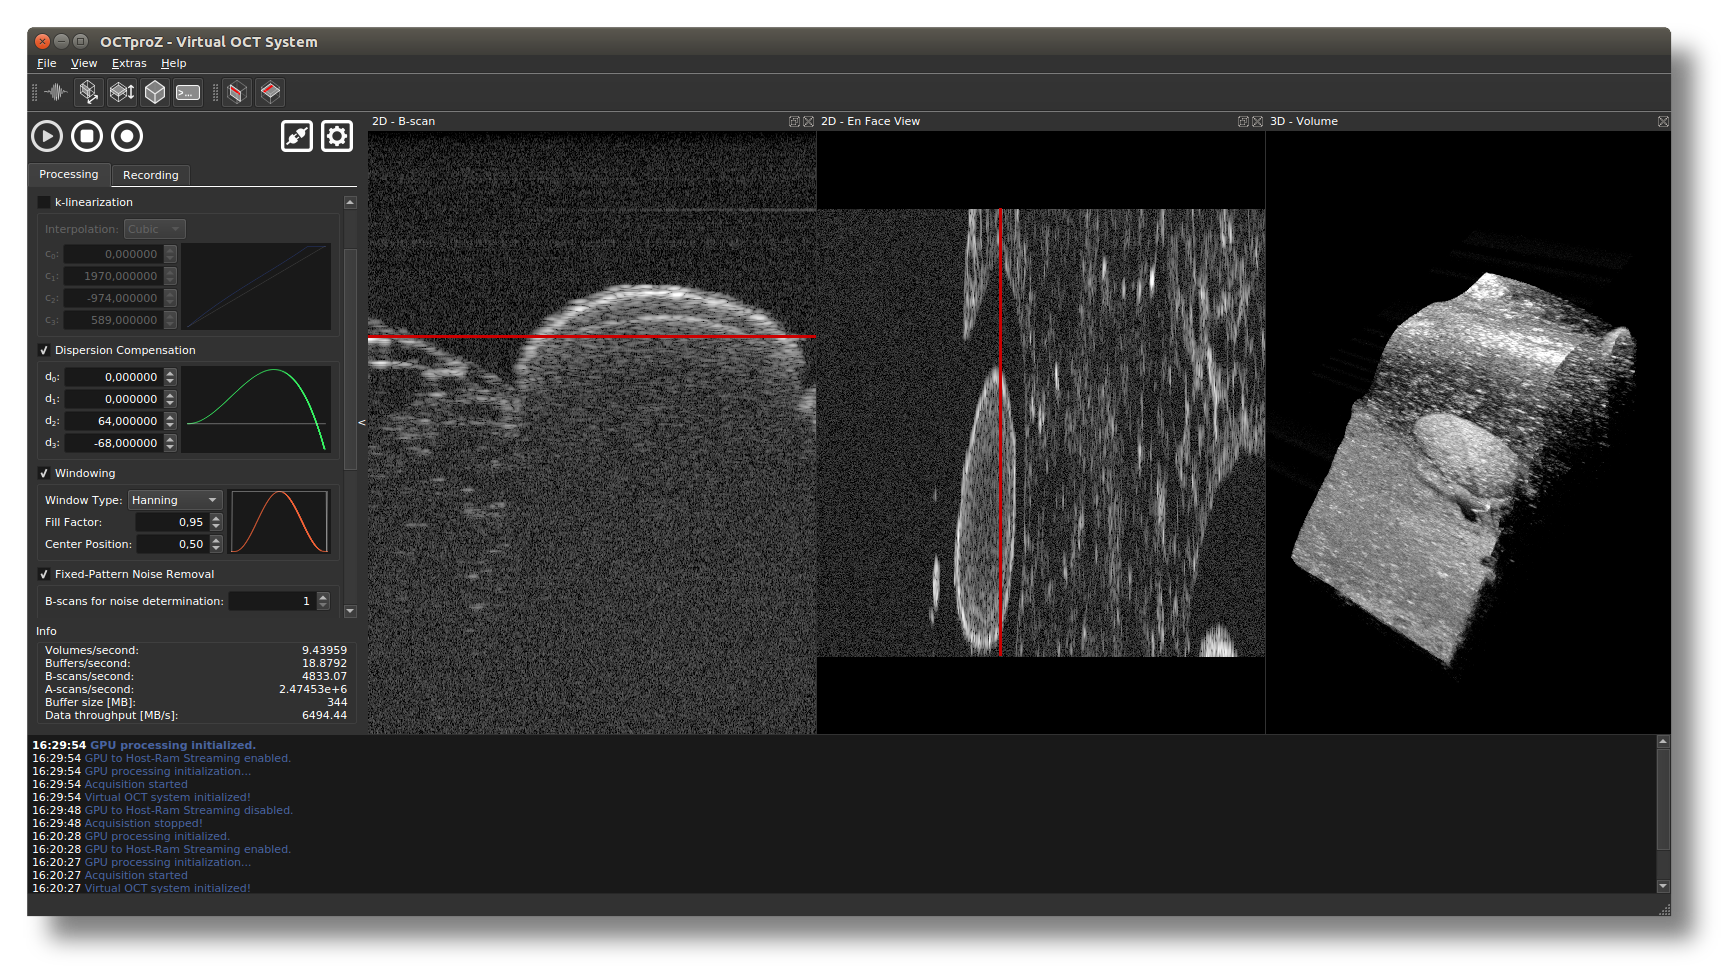 OCTproZ - Virtual OCT System
File View Extras Help
2D - B-scan
2D - En Face View
3D - Volume
Processing Recording
k-linearization
Interpolation: Cubic
c₀: 0,000000
c₁: 1970,000000
c₂: -974,000000
c₃: 589,000000
Dispersion Compensation
d₀: 0,000000
d₁: 0,000000
d₂: 64,000000
d₃: -68,000000
<
Windowing
Window Type: Hanning
Fill Factor: 0,95
Center Position: 0,50
Fixed-Pattern Noise Removal
B-scans for noise determination: 1
Info
Volumes/second: 9.43959
Buffers/second: 18.8792
B-scans/second: 4833.07
A-scans/second: 2.47453e+6
Buffer size [MB]: 344
Data throughput [MB/s]: 6494.44
16:29:54 GPU processing initialized.
16:29:54 GPU to Host-Ram Streaming enabled.
16:29:54 GPU processing initialization...
16:29:54 Acquisition started
16:29:54 Virtual OCT system initialized!
16:29:48 GPU to Host-Ram Streaming disabled.
16:29:48 Acquisistion stopped!
16:20:28 GPU processing initialized.
16:20:28 GPU to Host-Ram Streaming enabled.
16:20:27 GPU processing initialization...
16:20:27 Acquisition started
16:20:27 Virtual OCT system initialized!